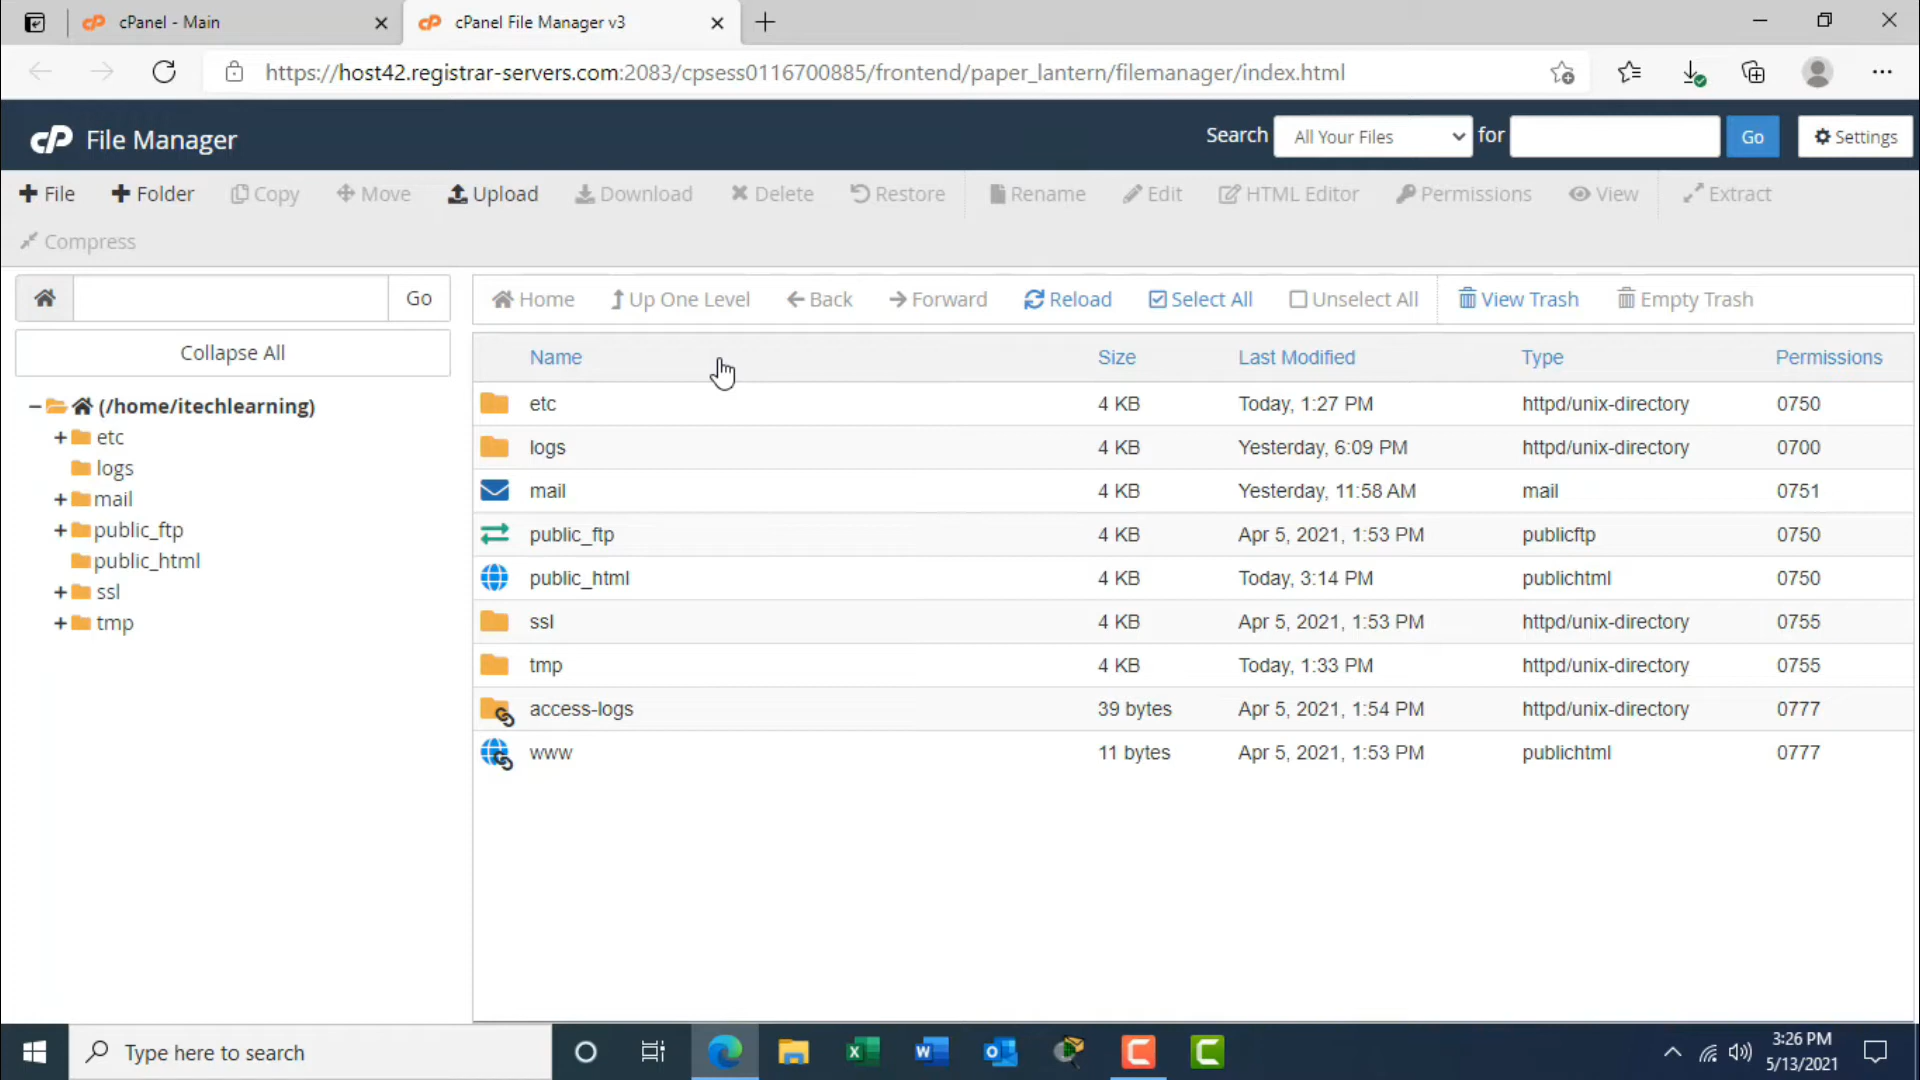 cPanel - Main
cPanel File Manager v3
https://host42.registrar-servers.com:2083/cpsess0116700885/frontend/paper_lantern/filemanager/index.html
cP File Manager
Search All Your Files for Go Settings
File Folder Copy Move Upload Download Delete Restore Rename Edit HTML Editor Permissions View Extract
Compress
Go
Home Up One Level Back Forward Reload Select All Unselect All View Trash Empty Trash
Collapse All
(/home/itechlearning)
etc
logs
mail
public_ftp
public_html
ssl
tmp
Name Size Last Modified Type Permissions
etc 4 KB Today, 1:27 PM httpd/unix-directory 0750
logs 4 KB Yesterday, 6:09 PM httpd/unix-directory 0700
mail 4 KB Yesterday, 11:58 AM mail 0751
public_ftp 4 KB Apr 5, 2021, 1:53 PM publicftp 0750
public_html 4 KB Today, 3:14 PM publichtml 0750
ssl 4 KB Apr 5, 2021, 1:53 PM httpd/unix-directory 0755
tmp 4 KB Today, 1:33 PM httpd/unix-directory 0755
access-logs 39 bytes Apr 5, 2021, 1:54 PM httpd/unix-directory 0777
www 11 bytes Apr 5, 2021, 1:53 PM publichtml 0777
Type here to search
3:26 PM
5/13/2021